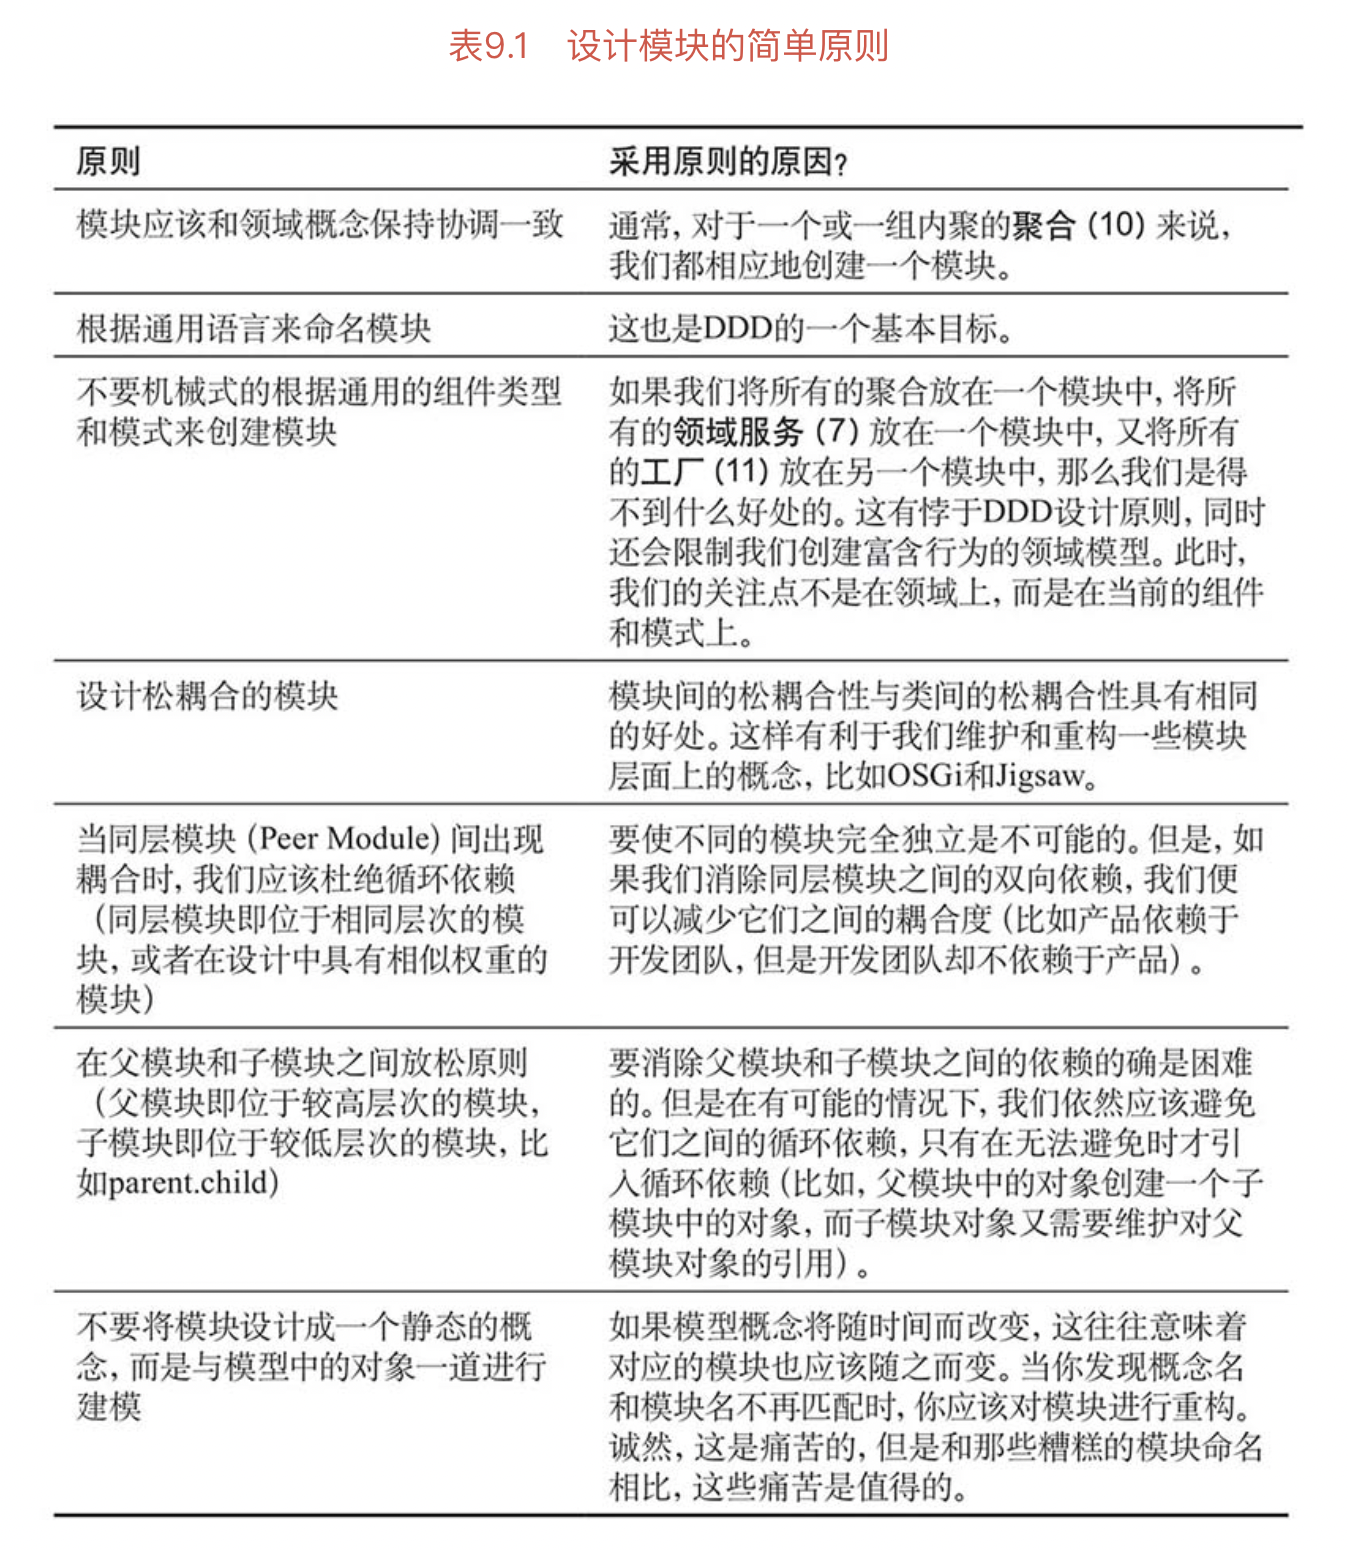 表9.1 设计模块的简单原则
原则
采用原则的原因?
模块应该和领域概念保持协调一致
通常, 对于一个或一组内聚的聚合 (10) 来说,
我们都相应地创建一个模块。
根据通用语言来命名模块
这也是DDD的一个基本目标。
不要机械式的根据通用的组件类型
和模式来创建模块
如果我们将所有的聚合放在一个模块中, 将所
有的领域服务 (7) 放在一个模块中, 又将所有
的工厂 (11) 放在另一个模块中, 那么我们是得
不到什么好处的。这有悖于DDD设计原则, 同时
还会限制我们创建富含行为的领域模型。此时,
我们的关注点不是在领域上, 而是在当前的组件
和模式上。
设计松耦合的模块
模块间的松耦合性与类间的松耦合性具有相同
的好处。这样有利于我们维护和重构一些模块
层面上的概念, 比如OSGi和Jigsaw。
当同层模块 (Peer Module) 间出现
耦合时, 我们应该杜绝循环依赖
(同层模块即位于相同层次的模
块, 或者在设计中具有相似权重的
模块)
要使不同的模块完全独立是不可能的。但是, 如
果我们消除同层模块之间的双向依赖, 我们便
可以减少它们之间的耦合度 (比如产品依赖于
开发团队, 但是开发团队却不依赖于产品) 。
在父模块和子模块之间放松原则
(父模块即位于较高层次的模块,
子模块即位于较低层次的模块, 比
如parent.child)
要消除父模块和子模块之间的依赖的确是困难
的。但是在有可能的情况下, 我们依然应该避免
它们之间的循环依赖, 只有在无法避免时才引
入循环依赖 (比如, 父模块中的对象创建一个子
模块中的对象, 而子模块对象又需要维护对父
模块对象的引用) 。
不要将模块设计成一个静态的概
念, 而是与模型中的对象一道进行
建模
如果模型概念将随时间而改变, 这往往意味着
对应的模块也应该随之而变。当你发现概念名
和模块名不再匹配时, 你应该对模块进行重构。
诚然, 这是痛苦的, 但是和那些糟糕的模块命名
相比, 这些痛苦是值得的。